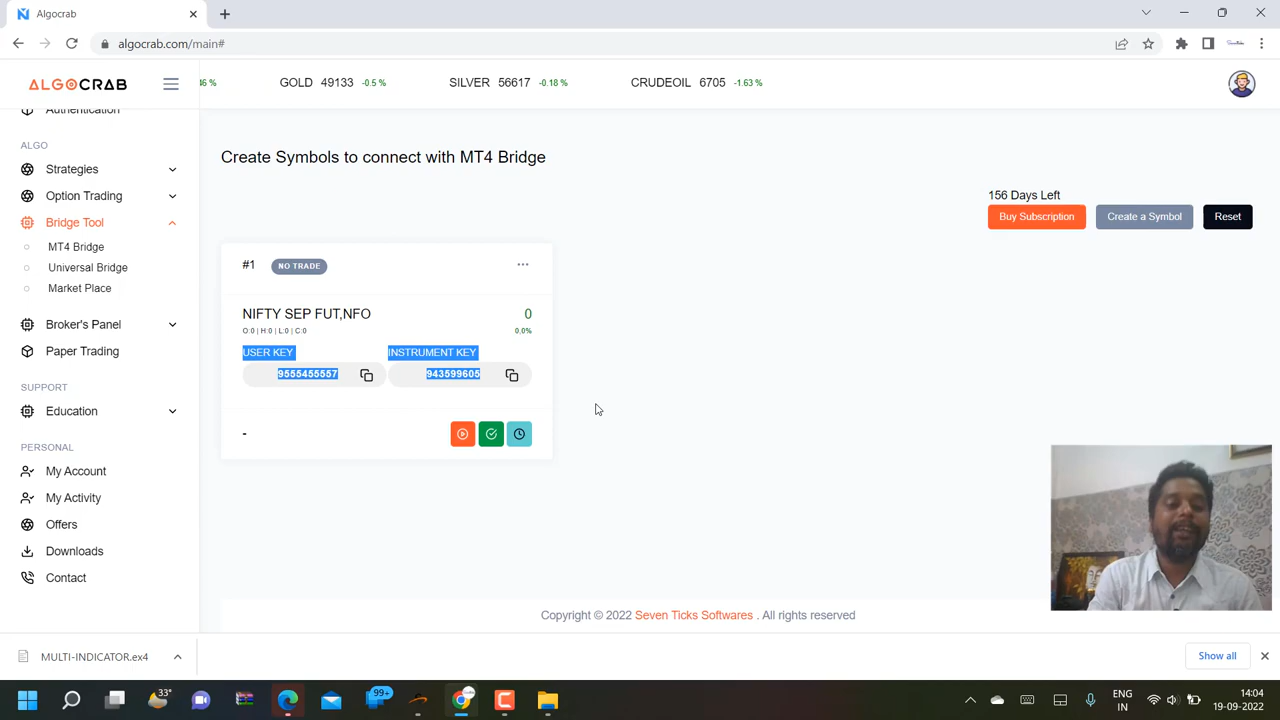 Algocrab
algocrab.com/main#
ALGOCRAB
46 %
GOLD 49133 -0.5 %
SILVER 56617 -0.18 %
CRUDEOIL 6705 -1.63 %
Authentication
ALGO
Strategies
Option Trading
Bridge Tool
MT4 Bridge
Universal Bridge
Market Place
Broker's Panel
Paper Trading
SUPPORT
Education
PERSONAL
My Account
My Activity
Offers
Downloads
Contact
Create Symbols to connect with MT4 Bridge
156 Days Left
Buy Subscription
Create a Symbol
Reset
#1 NO TRADE
NIFTY SEP FUT,NFO 0
O:0 | H:0 | L:0 | C:0 0.0%
USER KEY INSTRUMENT KEY
9555455557 943599605
-
Copyright © 2022 Seven Ticks Softwares . All rights reserved
MULTI-INDICATOR.ex4
Show all
33°
99+
ENG
IN
14:04
19-09-2022